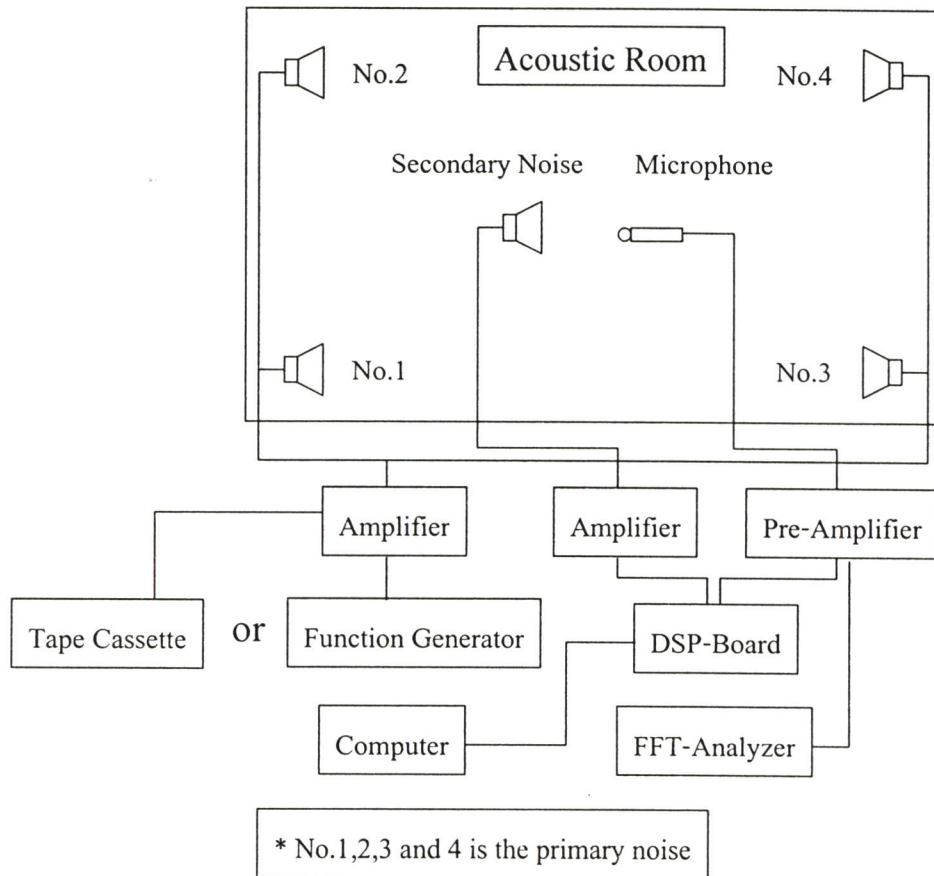 Acoustic Room
No.2
No.4
Secondary Noise
Microphone
No.1
No.3
Amplifier
Amplifier
Pre-Amplifier
Tape Cassette
or
Function Generator
DSP-Board
Computer
FFT-Analyzer
* No.1,2,3 and 4 is the primary noise